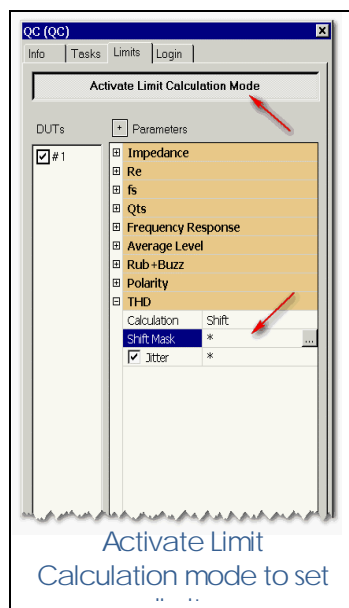 QC (QC)
Info Tasks Limits Login
Activate Limit Calculation Mode
DUTs + Parameters
#1
Impedance
Re
fs
Qts
Frequency Response
Average Level
Rub+Buzz
Polarity
THD
Calculation Shift
Shift Mask * ...
Jitter *
Activate Limit
Calculation mode to set